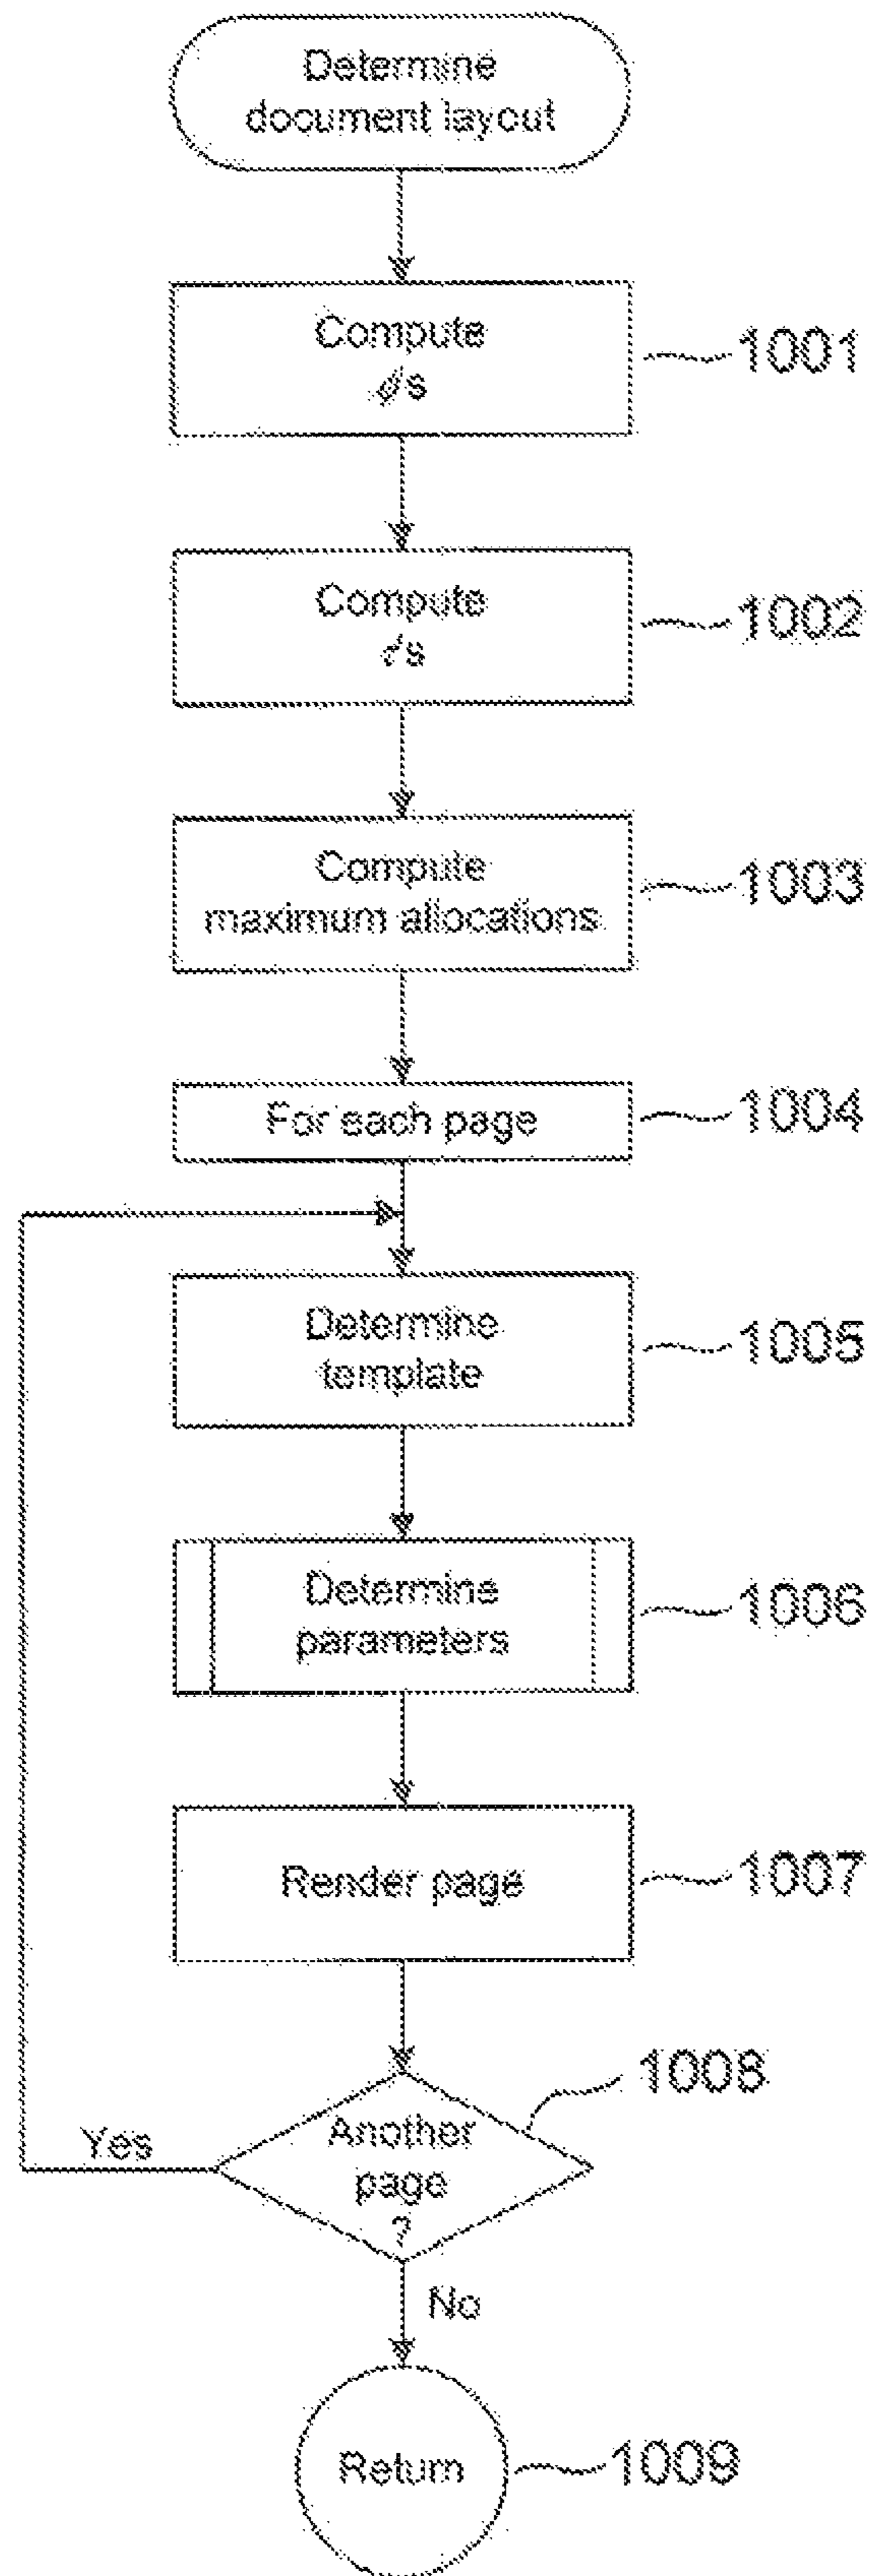 Determine
document layout
Compute
ϕ's
1001
Compute
1002
Compute
maximum allocations
1003
For each page
1004
Determine
template
1005
Determine
parameters
1006
Render page
1007
Another
page
?
1008
Yes
No
Return
1009